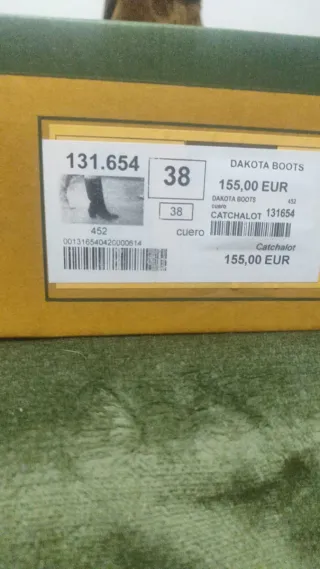 131.654
38
DAKOTA BOOTS
155,00 EUR
DAKOTA BOOTS 452
cuero
38
CATCHALOT 131654
452
cuero
001316540420000614
Catchalot
155,00 EUR